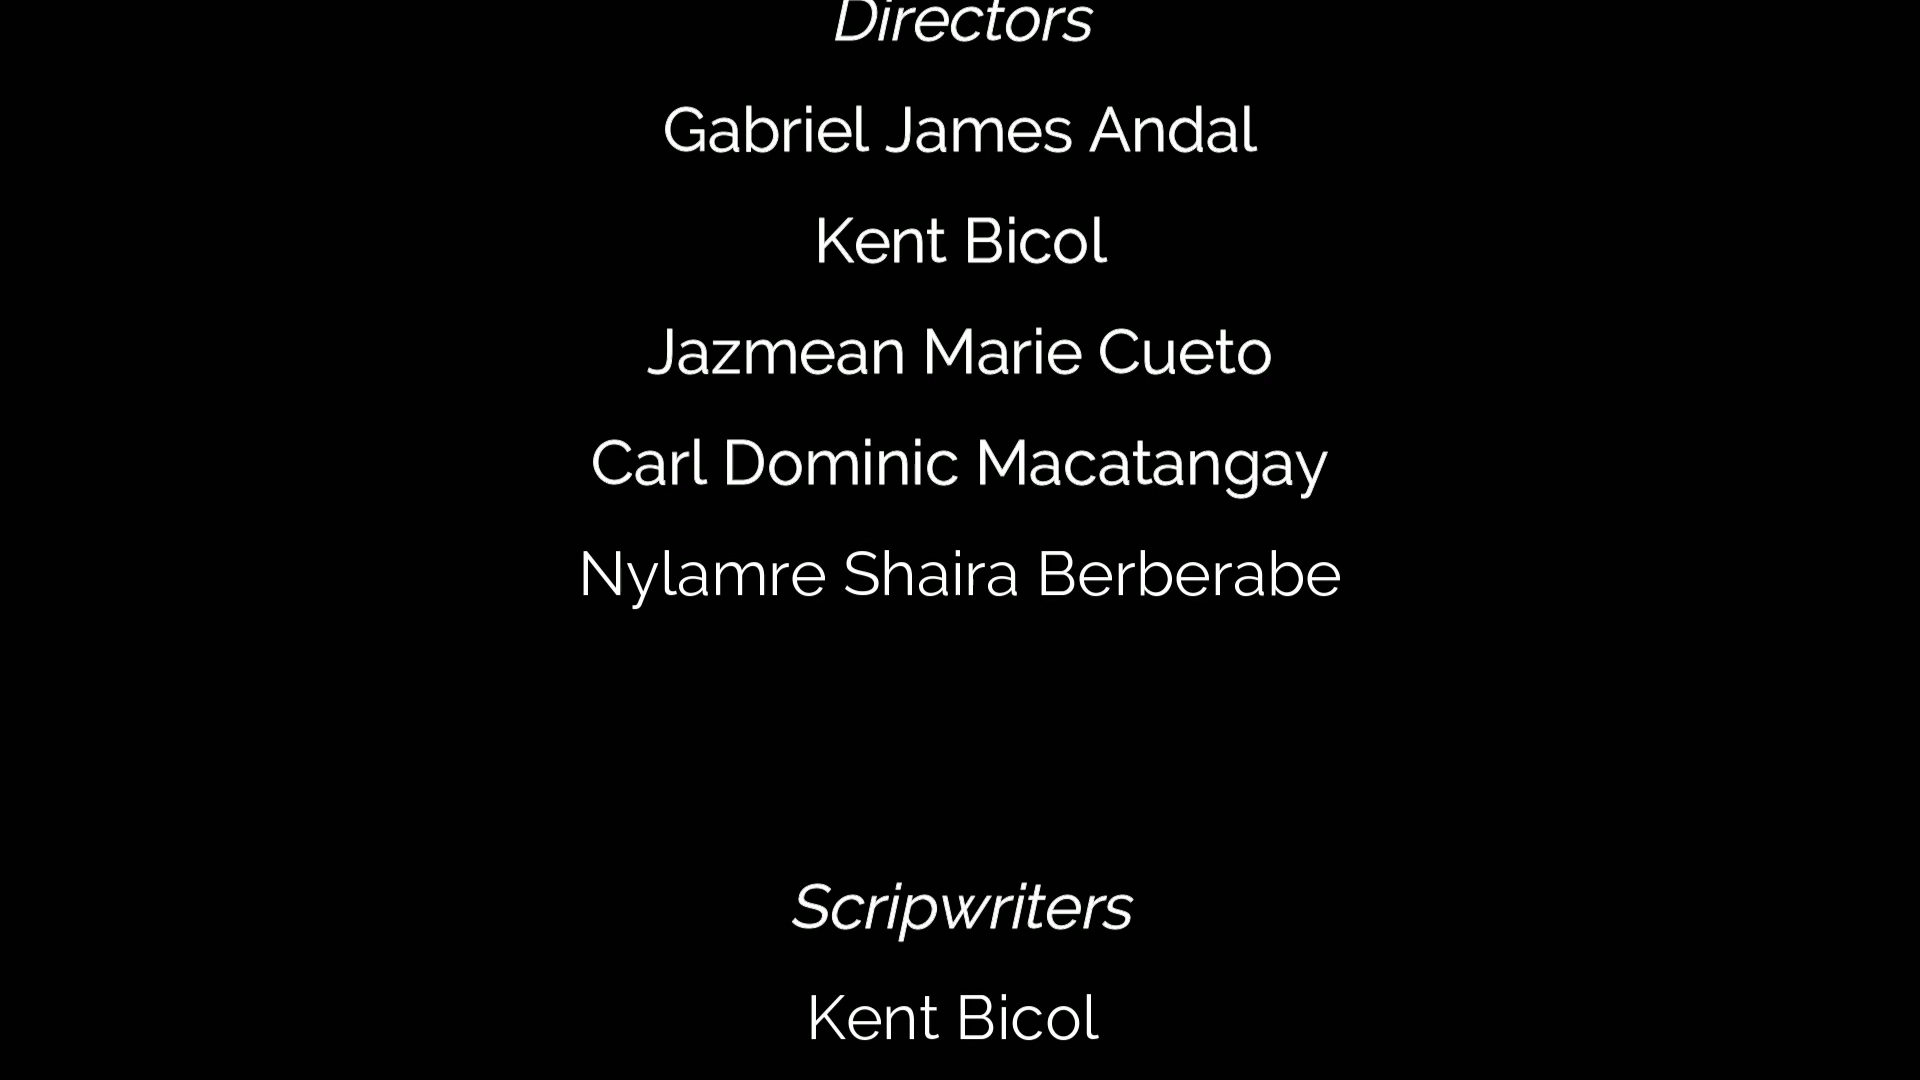 Directors
Gabriel James Andal
Kent Bicol
Jazmean Marie Cueto
Carl Dominic Macatangay
Nylamre Shaira Berberabe
Scripwriters
Kent Bicol